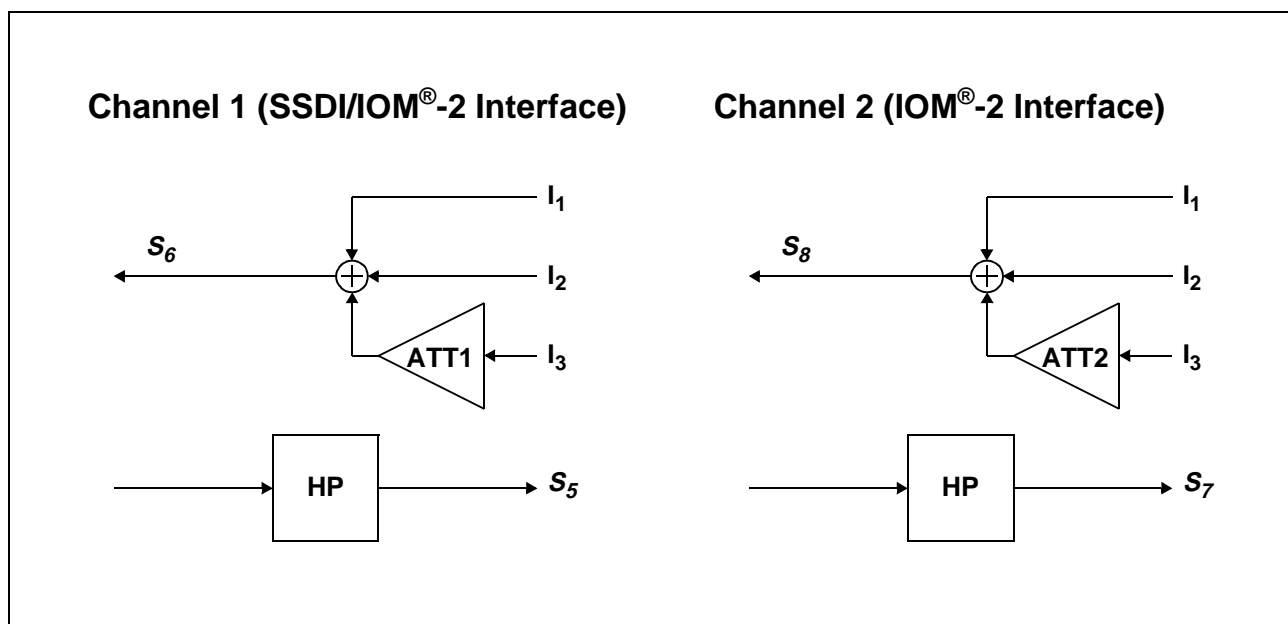 Channel 1 (SSDI/IOM®-2 Interface)
I1
S6
I2
ATT1
I3
HP
S5
Channel 2 (IOM®-2 Interface)
I1
S8
I2
ATT2
I3
HP
S7